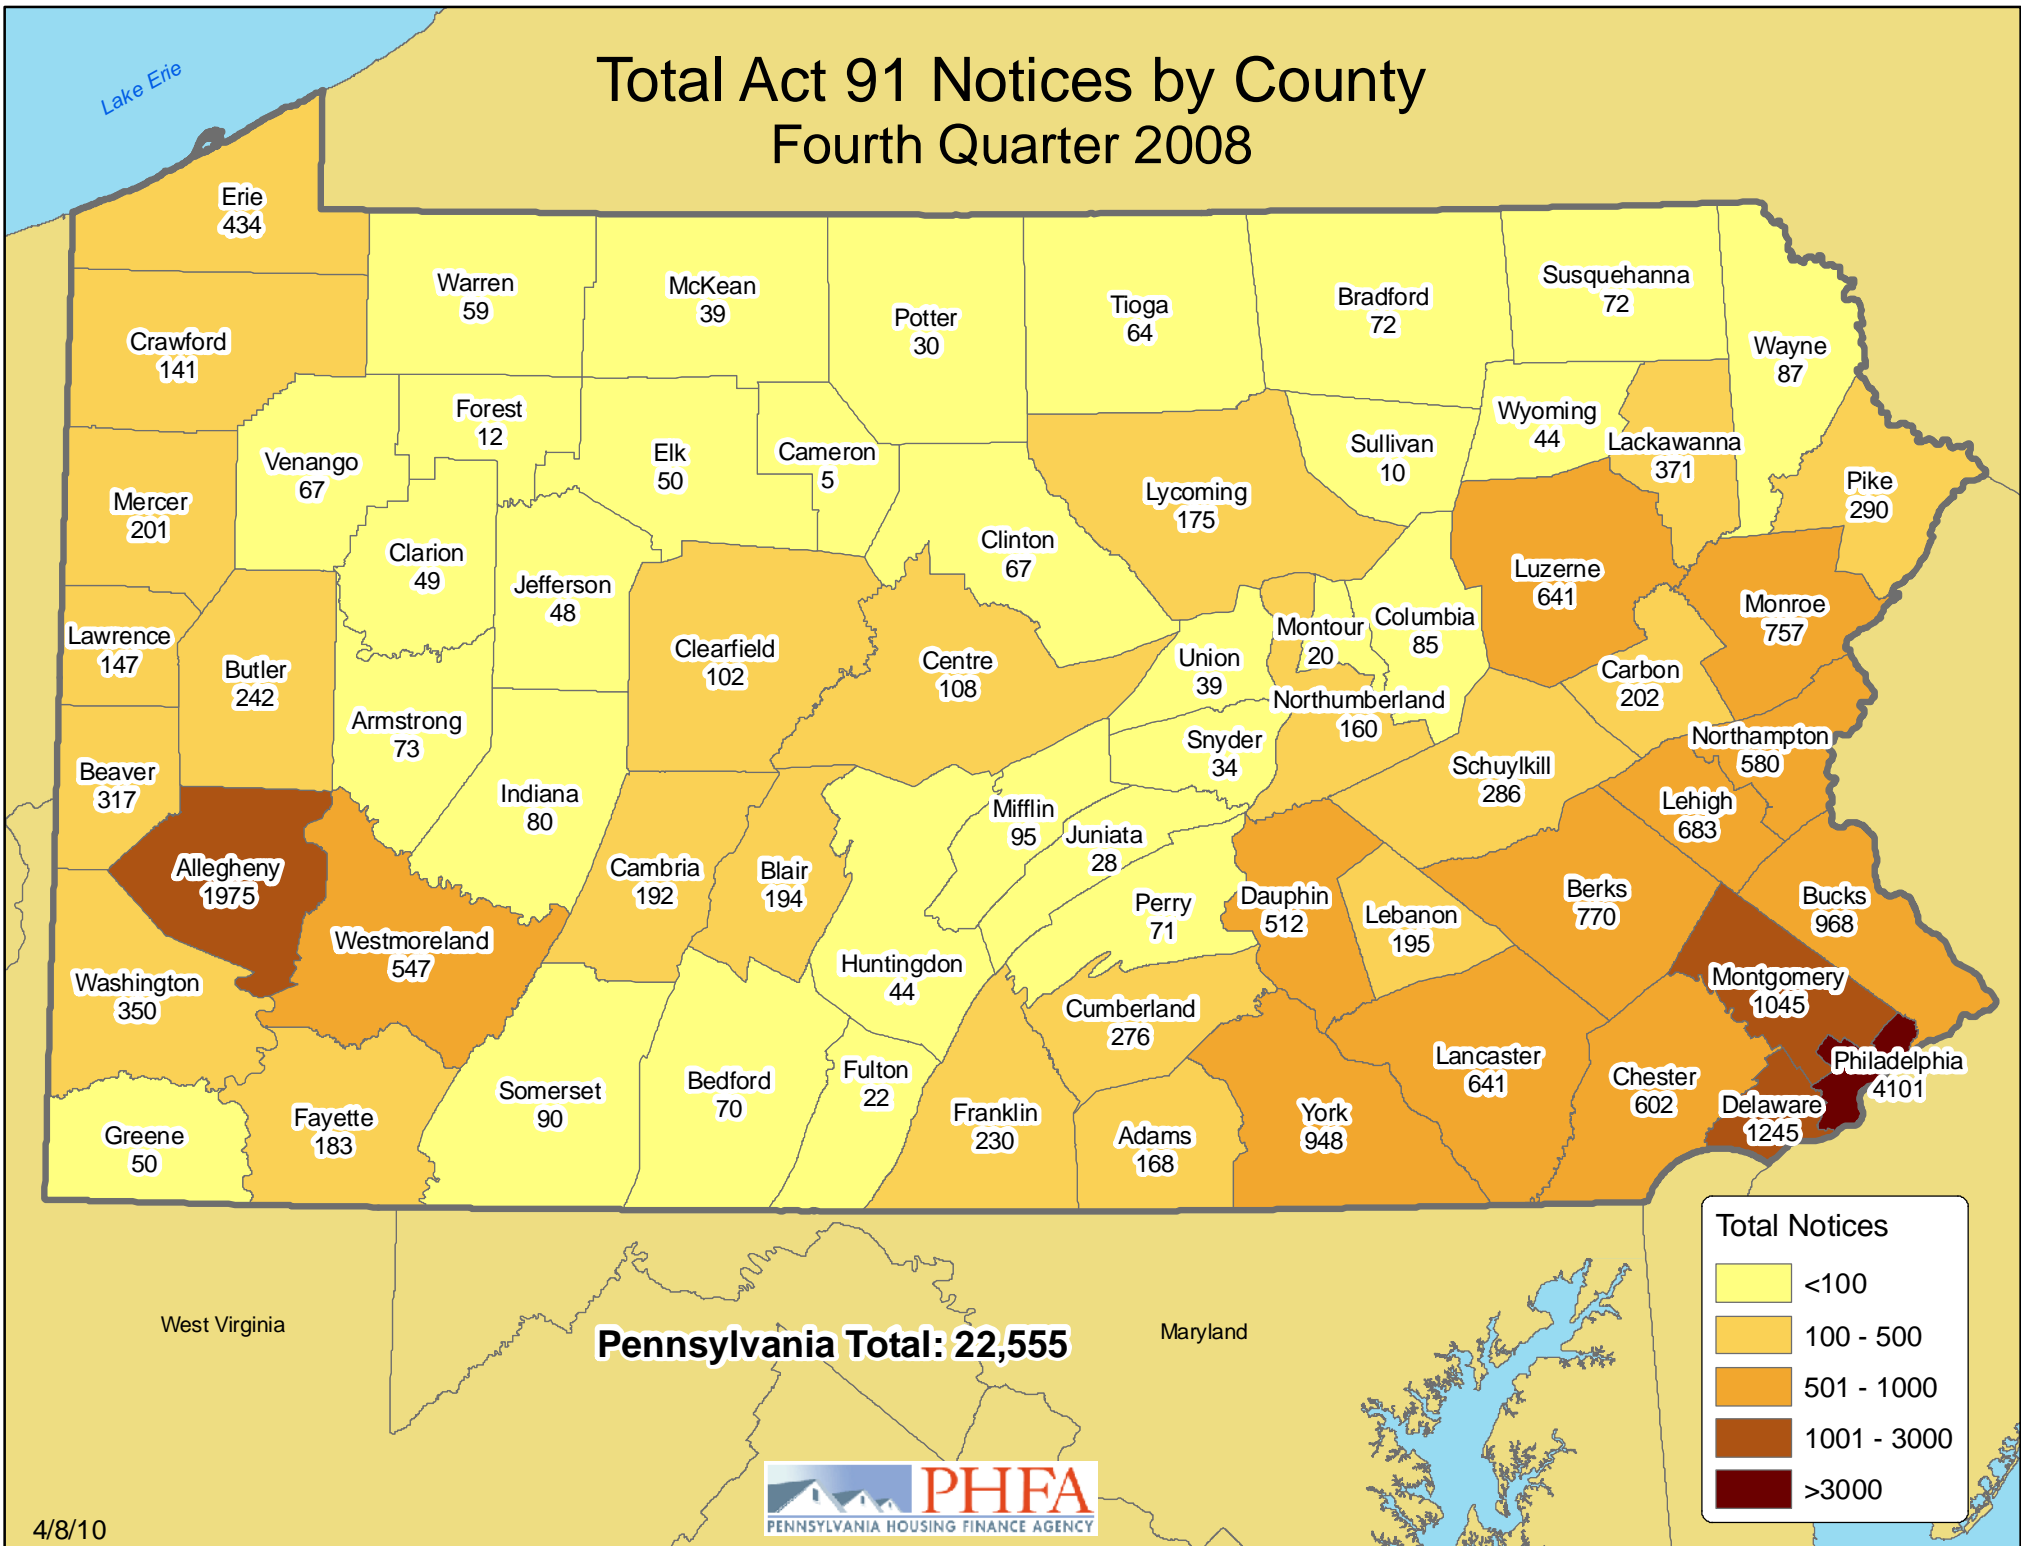 Total Act 91 Notices by County
Fourth Quarter 2008
Lake Erie
Erie
434
Warren
59
McKean
39
Potter
30
Tioga
64
Bradford
72
Susquehanna
72
Wayne
87
Crawford
141
Forest
12
Venango
67
Elk
50
Cameron
5
Sullivan
10
Wyoming
44
Lackawanna
371
Pike
290
Mercer
201
Clarion
49
Jefferson
48
Clinton
67
Lycoming
175
Luzerne
641
Monroe
757
Lawrence
147
Butler
242
Clearfield
102
Centre
108
Union
39
Montour
20
Columbia
85
Carbon
202
Armstrong
73
Northumberland
160
Snyder
34
Northampton
580
Beaver
317
Indiana
80
Schuylkill
286
Lehigh
683
Mifflin
95
Juniata
28
Allegheny
1975
Cambria
192
Blair
194
Perry
71
Dauphin
512
Lebanon
195
Berks
770
Bucks
968
Westmoreland
547
Washington
350
Huntingdon
44
Cumberland
276
Montgomery
1045
Lancaster
641
Chester
602
Philadelphia
4101
Delaware
1245
Somerset
90
Bedford
70
Fulton
22
Franklin
230
Adams
168
York
948
Fayette
183
Greene
50
Total Notices
<100
100 - 500
501 - 1000
1001 - 3000
>3000
West Virginia
Pennsylvania Total: 22,555
Maryland
PHFA
PENNSYLVANIA HOUSING FINANCE AGENCY
4/8/10